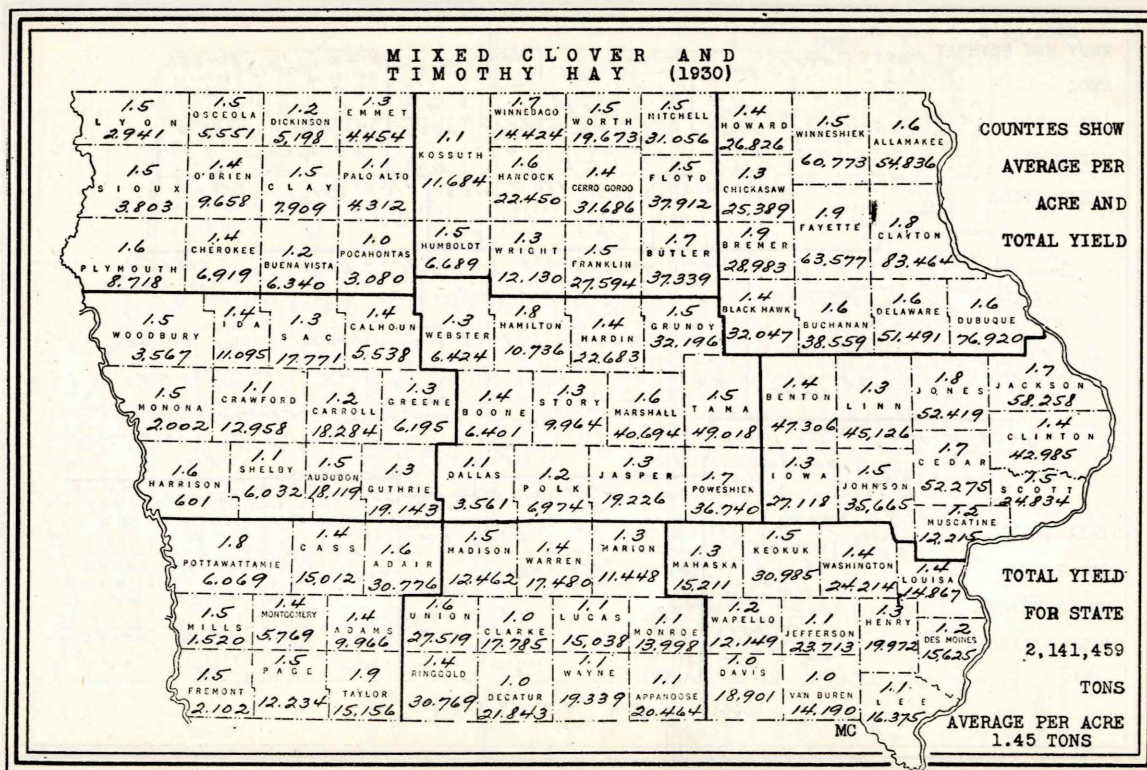 MIXED CLOVER AND
TIMOTHY HAY (1930)
COUNTIES SHOW
AVERAGE PER
ACRE AND
TOTAL YIELD
1.5
LYON
2.941
1.5
OSCEOLA
5.551
1.2
DICKINSON
5,198
1.3
EMMET
4.454
1.1
KOSSUTH
11.684
1.7
WINNEBAGO
14.424
1.5
WORTH
19.673
1.5
MITCHELL
31.056
1.4
HOWARD
26.826
1.5
WINNESHIEK
60.773
1.6
ALLAMAKEE
54.836
1.5
SIOUX
3.803
1.4
O'BRIEN
9.658
1.5
CLAY
7.909
1.1
PALO ALTO
4.312
1.6
HANCOCK
22.450
1.4
CERRO GORDO
31.686
1.5
FLOYD
37.912
1.3
CHICKASAW
25.389
1.6
PLYMOUTH
8.718
1.4
CHEROKEE
6.919
1.2
BUENA VISTA
6.340
1.0
POCAHONTAS
3.080
1.5
HUMBOLDT
6.689
1.3
WRIGHT
12.130
1.5
FRANKLIN
27.594
1.7
BUTLER
37.339
1.9
BREMER
28.983
1.9
FAYETTE
63.577
1.8
CLAYTON
83.464
1.5
WOODBURY
3.567
1.4
IDA
11.095
1.3
SAC
17.771
1.4
CALHOUN
5.538
1.3
WEBSTER
6.424
1.8
HAMILTON
10.736
1.4
HARDIN
22.683
1.5
GRUNDY
32.196
1.4
BLACK HAWK
32.047
1.6
BUCHANAN
38.559
1.6
DELAWARE
51.491
1.6
DUBUQUE
76.920
1.5
MONONA
2.002
1.1
CRAWFORD
12.958
1.2
CARROLL
18.284
1.3
GREENE
6.195
1.4
BOONE
6.401
1.3
STORY
9.964
1.6
MARSHALL
40.694
1.5
TAMA
49.018
1.4
BENTON
47.306
1.3
LINN
45,126
1.8
JONES
52.419
1.7
JACKSON
58.258
1.4
CLINTON
42.985
1.6
HARRISON
601
1.1
SHELBY
6.032
1.5
AUDUBON
18.119
1.3
GUTHRIE
19.143
1.1
DALLAS
3.561
1.2
POLK
6.974
1.3
JASPER
19.226
1.7
POWESHIEK
36.740
1.3
IOWA
27.118
1.5
JOHNSON
35,665
1.7
CEDAR
52.275
1.5
SCOTT
24.834
1.2
MUSCATINE
12.215
1.8
POTTAWATTAMIE
6.069
1.4
CASS
15,012
1.6
ADAIR
30.776
1.5
MADISON
12.462
1.4
WARREN
17.480
1.3
MARION
11.448
1.3
MAHASKA
15.211
1.5
KEOKUK
30.985
1.4
WASHINGTON
24.214
1.4
LOUISA
14.867
1.5
MILLS
1.520
1.4
MONTGOMERY
5.769
1.4
ADAMS
9.966
1.6
UNION
27.519
1.0
CLARKE
17.785
1.1
LUCAS
15,038
1.1
MONROE
13.998
1.2
WAPELLO
12.149
1.1
JEFFERSON
23.713
1.3
HENRY
19.972
1.2
DES MOINES
15,625
1.5
FREMONT
2.102
1.5
PAGE
12.234
1.9
TAYLOR
15,156
1.4
RINGGOLD
30.769
1.0
DECATUR
21.843
1.1
WAYNE
19.339
1.1
APPANOOSE
20.464
1.0
DAVIS
18.901
1.0
VAN BUREN
14.190
1.1
LEE
16.375
MC
TOTAL YIELD
FOR STATE
2,141,459
TONS
AVERAGE PER ACRE
1.45 TONS